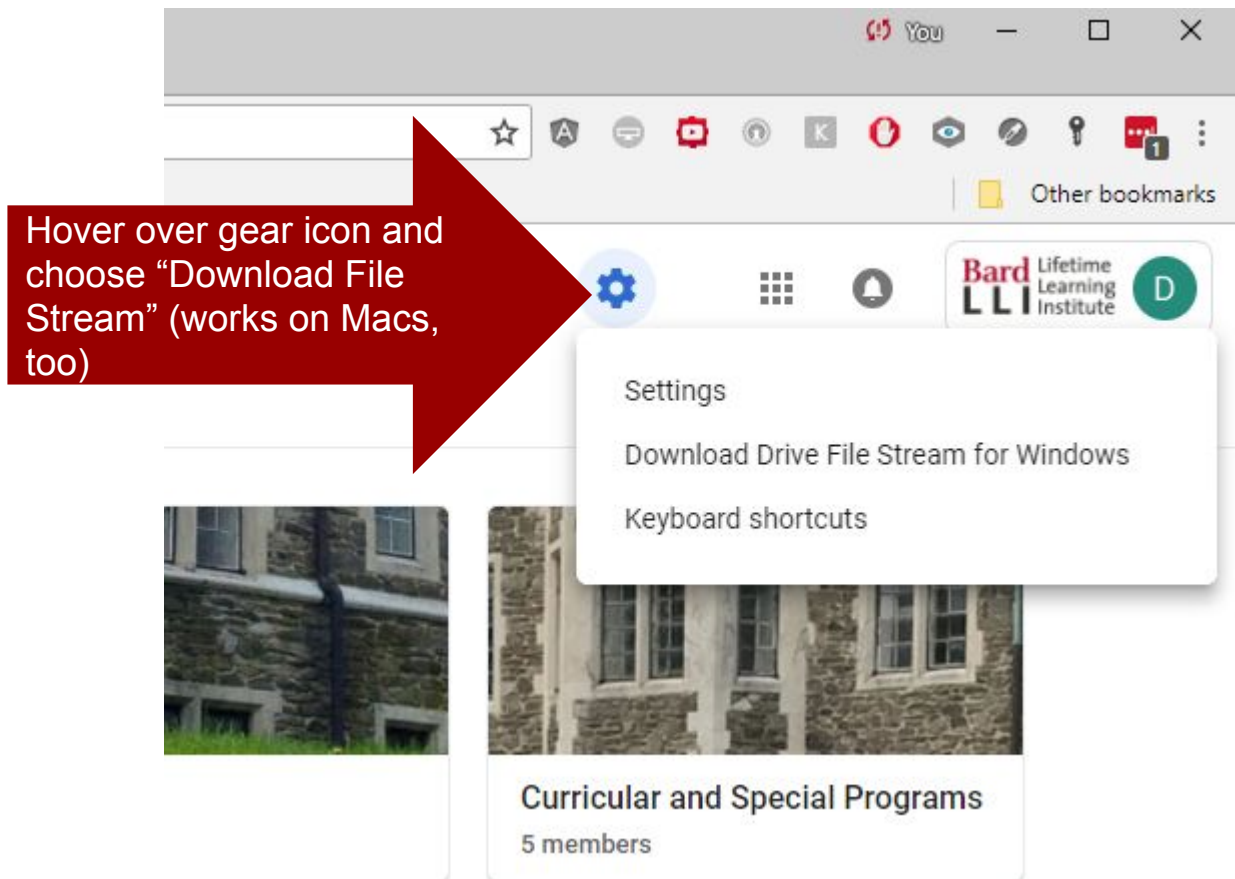 You
K
1
Other bookmarks
Hover over gear icon and
choose “Download File
Stream” (works on Macs,
too)
Bard Lifetime
LLI Learning
Institute
D
Settings
Download Drive File Stream for Windows
Keyboard shortcuts
Curricular and Special Programs
5 members